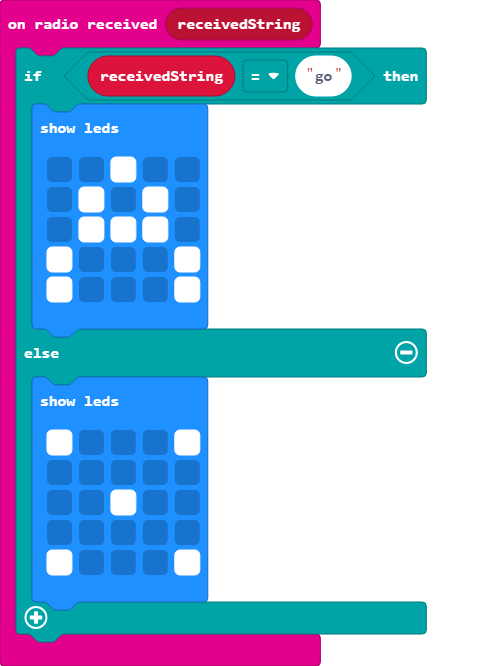 on radio received receivedString
if receivedString = "go" then
show leds
else
show leds